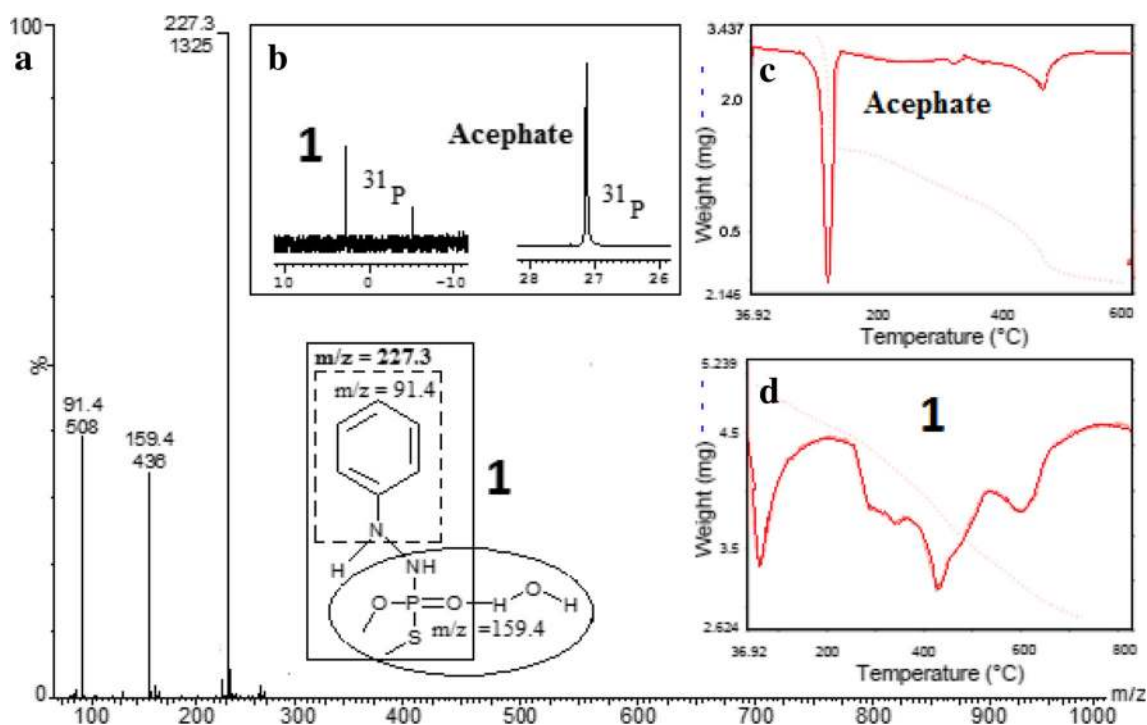 a
100
%
0
227.3
1325
91.4
508
159.4
436
100 200 300 400 500 600 700 800 900 1000 m/z
b
1
31P
Acephate
31P
10 0 -10
28 27 26
m/z = 227.3
m/z = 91.4
1
N
H
NH
O P O H O H
S
m/z =159.4
c
Acephate
3.437
2.0
0.5
2.146
Weight (mg)
36.92 200 400 600
Temperature (°C)
d
1
5.239
4.5
3.5
2.624
Weight (mg)
36.92 200 400 600 800
Temperature (°C)